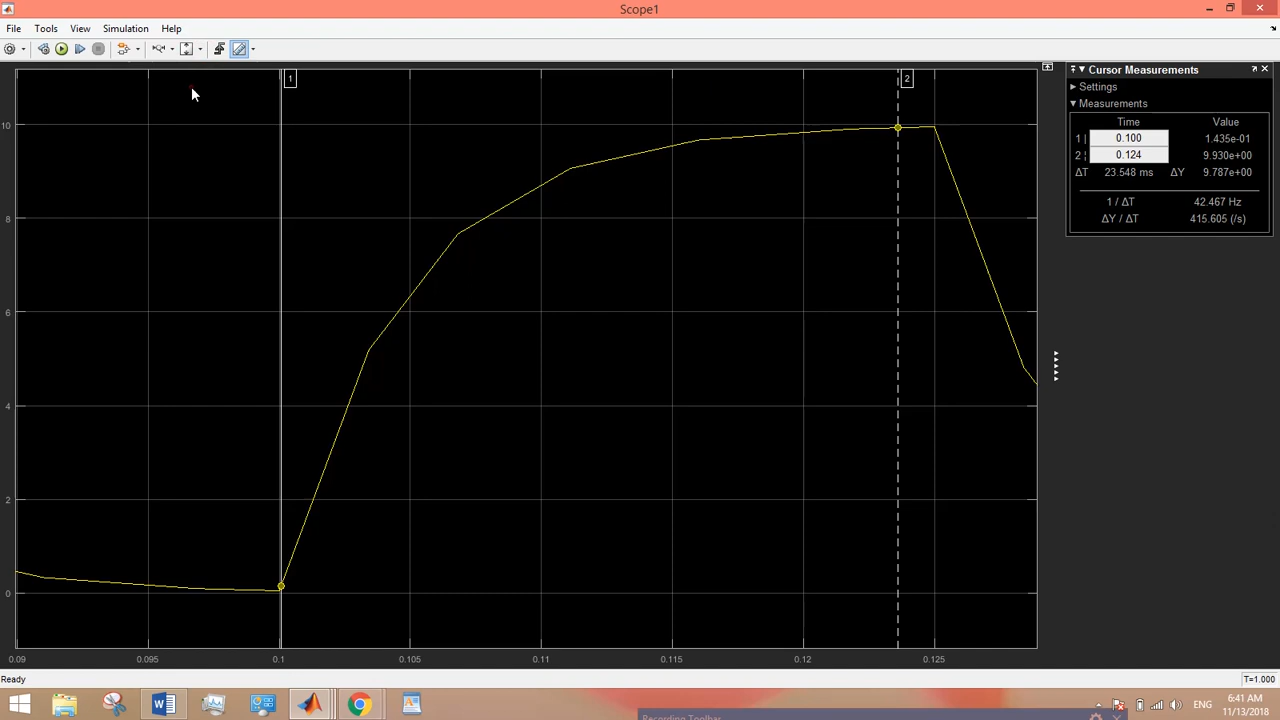 Scope1
File Tools View Simulation Help
1
2
10
8
6
4
2
0
0.09 0.095 0.1 0.105 0.11 0.115 0.12 0.125
Cursor Measurements
Settings
Measurements
Time Value
1 | 0.100 1.435e-01
2 ¦ 0.124 9.930e+00
ΔT 23.548 ms ΔY 9.787e+00
1 / ΔT 42.467 Hz
ΔY / ΔT 415.605 (/s)
Ready T=1.000
ENG 6:41 AM
11/13/2018
Recording Toolbar